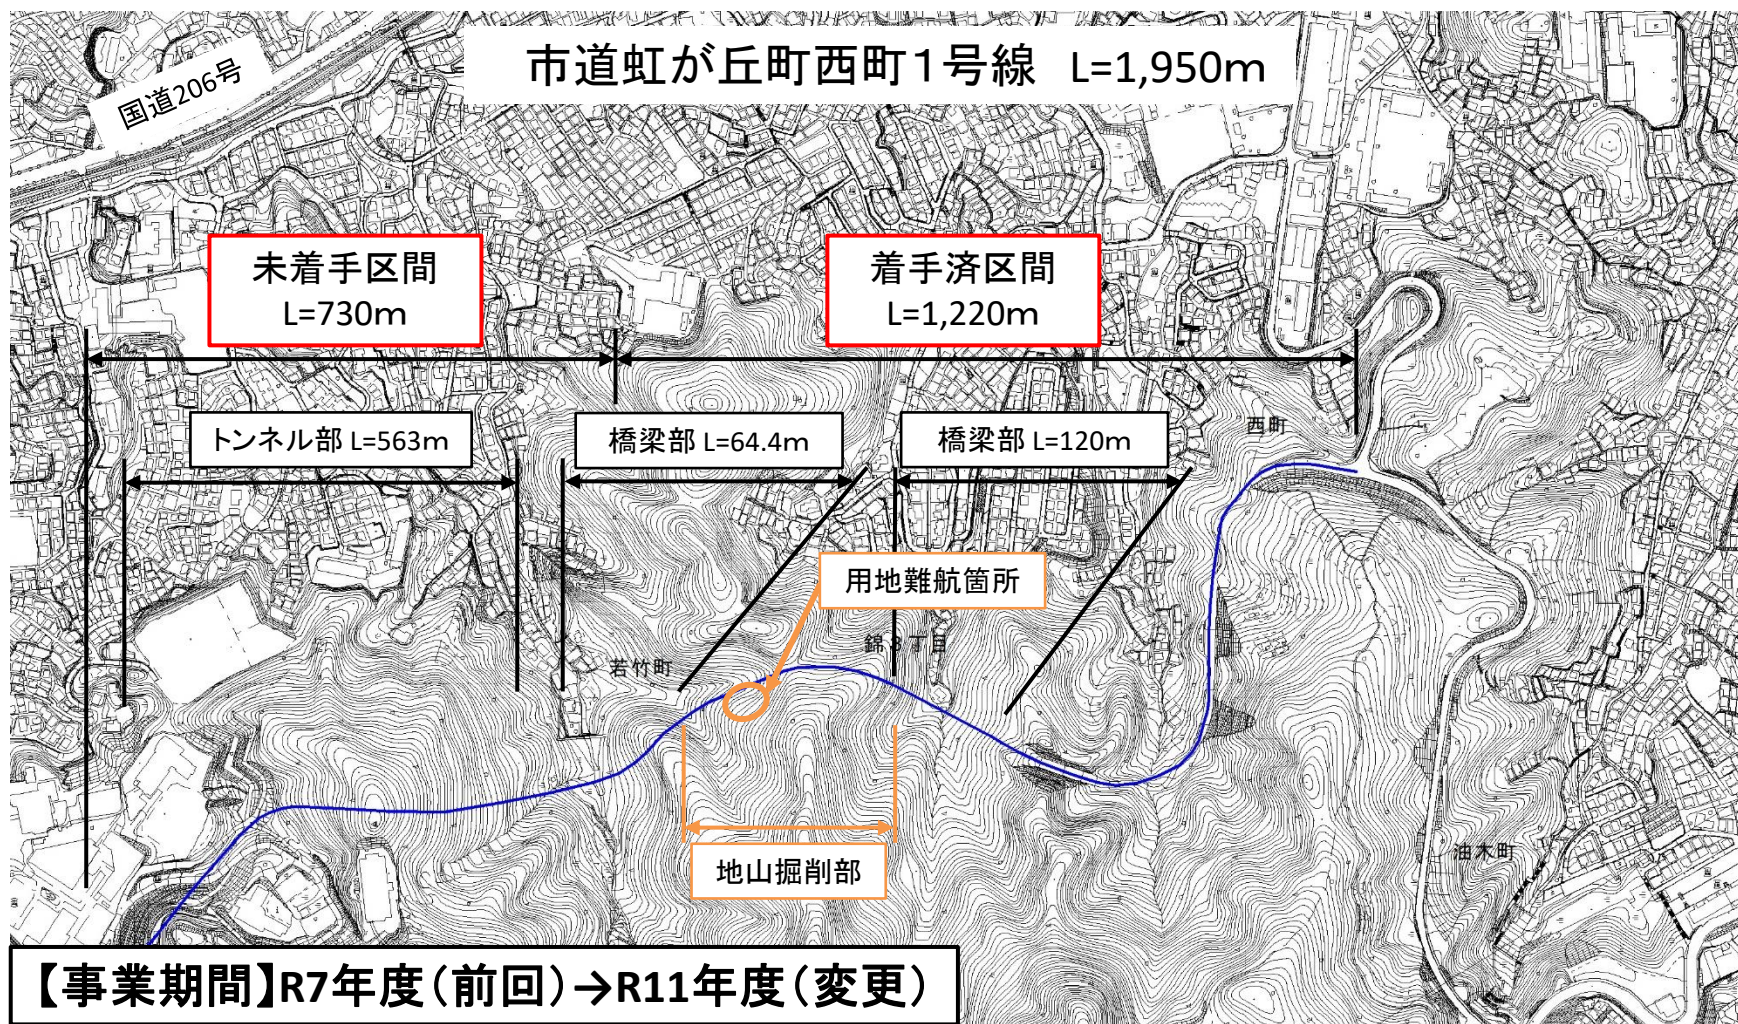 市道虹が丘町西町1号線 L=1,950m
国道206号
未着手区間
L=730m
着手済区間
L=1,220m
トンネル部 L=563m
橋梁部 L=64.4m
橋梁部 L=120m
西町
用地難航箇所
錦3丁目
若竹町
地山掘削部
油木町
【事業期間】R7年度(前回)→R11年度(変更)